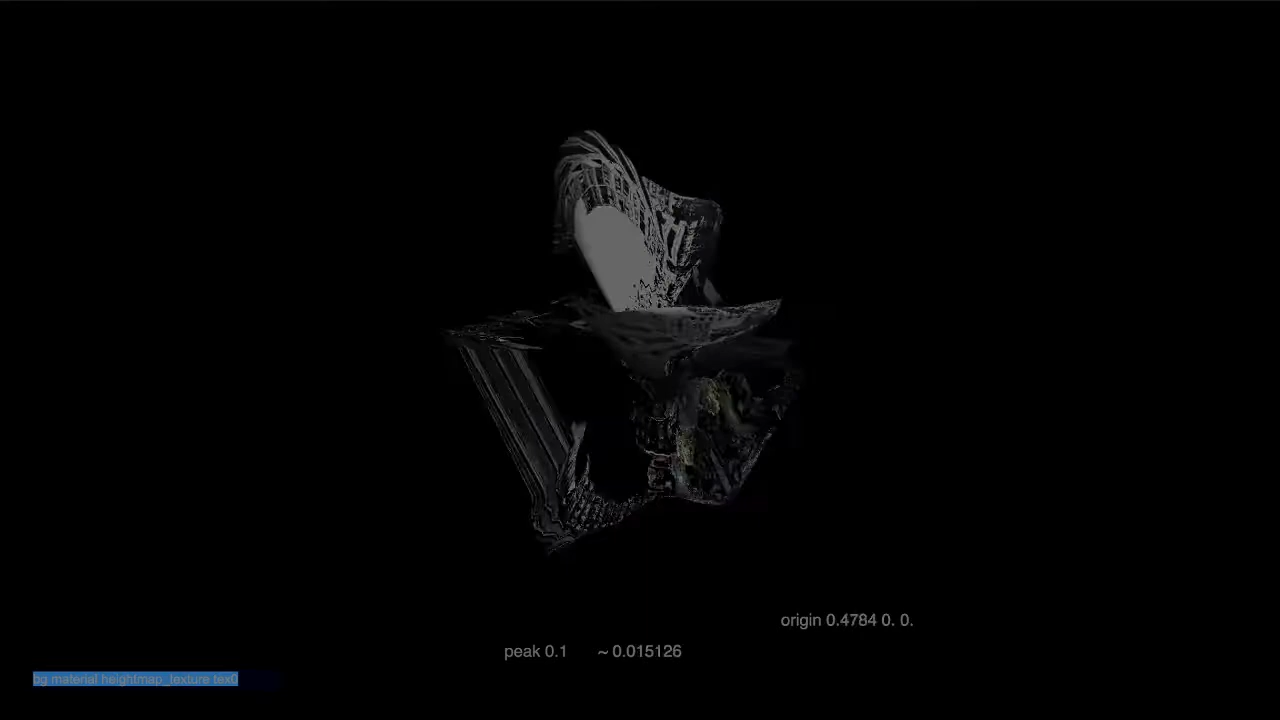 origin 0.4784 0. 0.
peak 0.1 ~ 0.015126
bg material heightmap_texture tex0